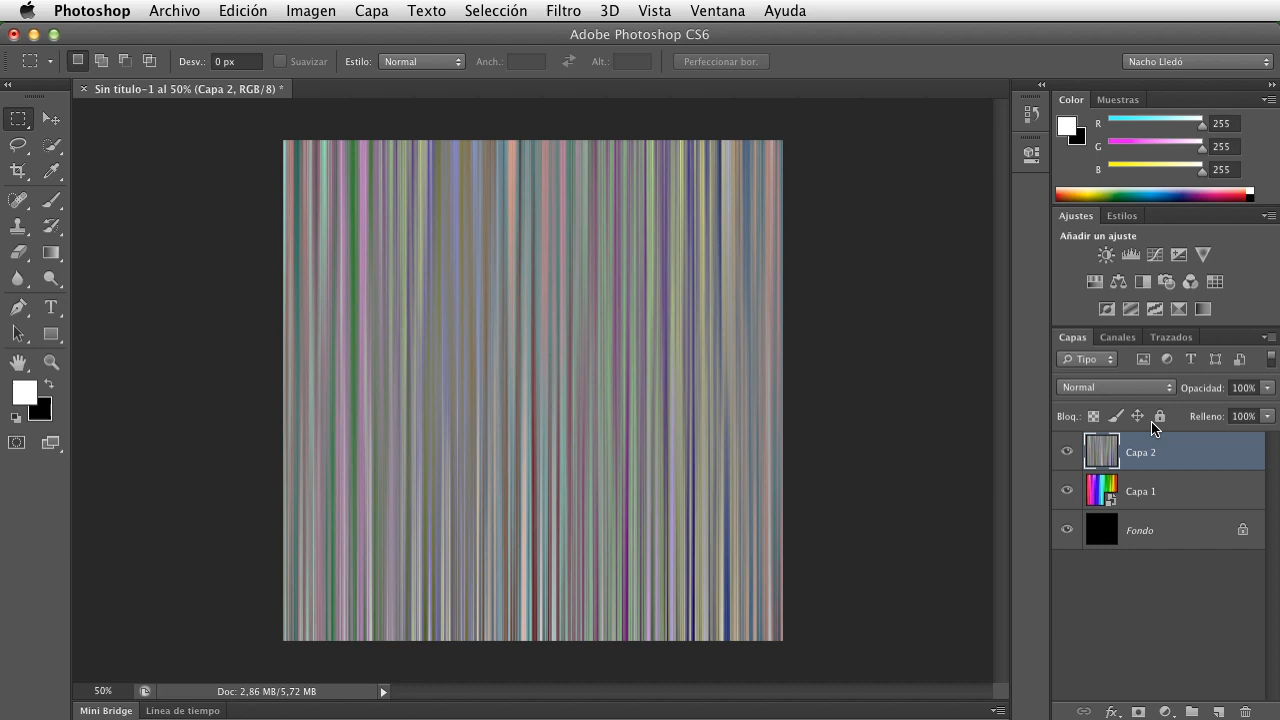 Photoshop Archivo Edición Imagen Capa Texto Selección Filtro 3D Vista Ventana Ayuda
Adobe Photoshop CS6
Desv.: 0 px Suavizar Estilo: Normal Anch.: Alt.: Perfeccionar bor. Nacho Lledó
Sin título-1 al 50% (Capa 2, RGB/8) *
Color Muestras
R 255
G 255
B 255
Ajustes Estilos
Añadir un ajuste
Capas Canales Trazados
Tipo
Normal Opacidad: 100%
Bloq.: Relleno: 100%
Capa 2
Capa 1
Fondo
50% Doc: 2,86 MB/5,72 MB
Mini Bridge Línea de tiempo